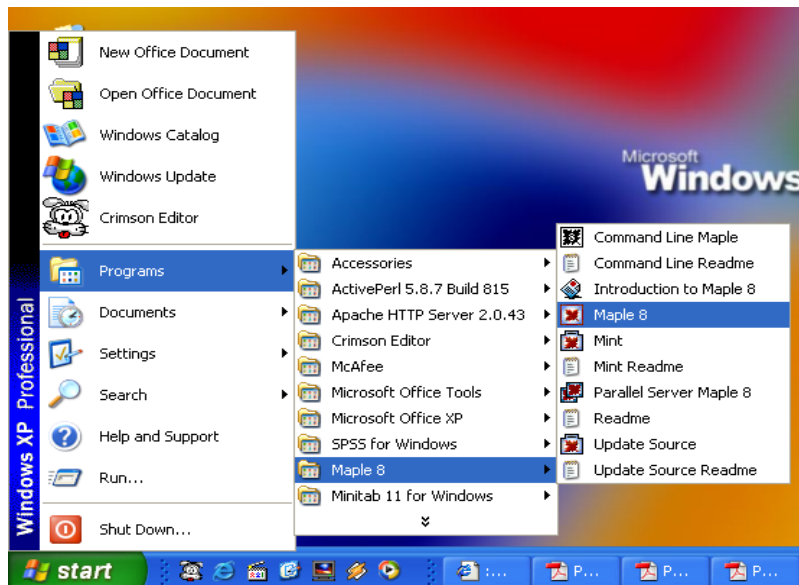 New Office Document
Open Office Document
Windows Catalog
Windows Update
Crimson Editor
Programs
Documents
Settings
Search
Help and Support
Run...
Shut Down...
Windows XP Professional
Accessories
ActivePerl 5.8.7 Build 815
Apache HTTP Server 2.0.43
Crimson Editor
McAfee
Microsoft Office Tools
Microsoft Office XP
SPSS for Windows
Maple 8
Minitab 11 for Windows
Microsoft
Windows
Command Line Maple
Command Line Readme
Introduction to Maple 8
Maple 8
Mint
Mint Readme
Parallel Server Maple 8
Readme
Update Source
Update Source Readme
start
:...
P...
P...
P...